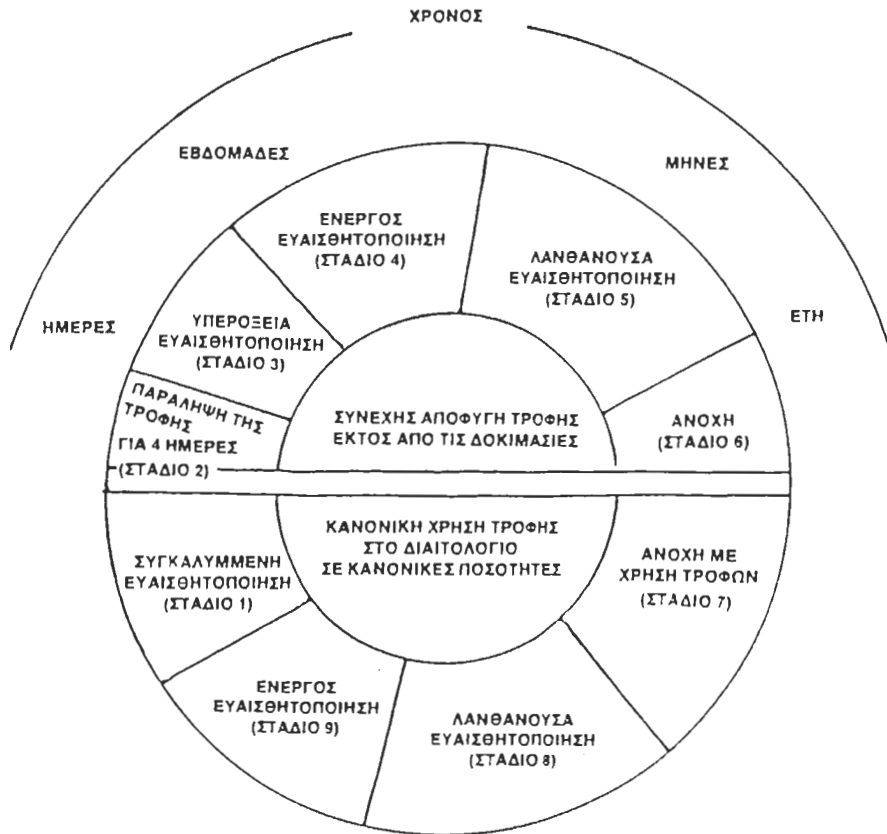 ΧΡΟΝΟΣ
ΕΒΔΟΜΑΔΕΣ
ΜΗΝΕΣ
ΗΜΕΡΕΣ
ΕΤΗ
ΕΝΕΡΓΟΣ
ΕΥΑΙΣΘΗΤΟΠΟΙΗΣΗ
(ΣΤΑΔΙΟ 4)
ΛΑΝΘΑΝΟΥΣΑ
ΕΥΑΙΣΘΗΤΟΠΟΙΗΣΗ
(ΣΤΑΔΙΟ 5)
ΥΠΕΡΟΞΕΙΑ
ΕΥΑΙΣΘΗΤΟΠΟΙΗΣΗ
(ΣΤΑΔΙΟ 3)
ΠΑΡΑΛΗΨΗ ΤΗΣ
ΤΡΟΦΗΣ
ΓΙΑ 4 ΗΜΕΡΕΣ
(ΣΤΑΔΙΟ 2)
ΣΥΝΕΧΗΣ ΑΠΟΦΥΓΗ ΤΡΟΦΗΣ
ΕΚΤΟΣ ΑΠΟ ΤΙΣ ΔΟΚΙΜΑΣΙΕΣ
ΑΝΟΧΗ
(ΣΤΑΔΙΟ 6)
ΚΑΝΟΝΙΚΗ ΧΡΗΣΗ ΤΡΟΦΗΣ
ΣΤΟ ΔΙΑΙΤΟΛΟΓΙΟ
ΣΕ ΚΑΝΟΝΙΚΕΣ ΠΟΣΟΤΗΤΕΣ
ΣΥΓΚΑΛΥΜΜΕΝΗ
ΕΥΑΙΣΘΗΤΟΠΟΙΗΣΗ
(ΣΤΑΔΙΟ 1)
ΑΝΟΧΗ ΜΕ
ΧΡΗΣΗ ΤΡΟΦΩΝ
(ΣΤΑΔΙΟ 7)
ΕΝΕΡΓΟΣ
ΕΥΑΙΣΘΗΤΟΠΟΙΗΣΗ
(ΣΤΑΔΙΟ 9)
ΛΑΝΘΑΝΟΥΣΑ
ΕΥΑΙΣΘΗΤΟΠΟΙΗΣΗ
(ΣΤΑΔΙΟ 8)